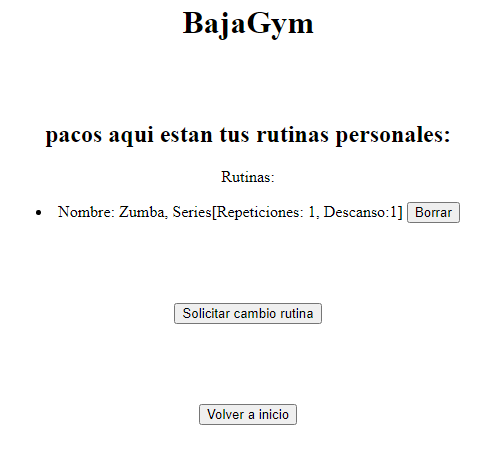 BajaGym
pacos aqui estan tus rutinas personales:
Rutinas:
Nombre: Zumba, Series[Repeticiones: 1, Descanso:1] Borrar
Solicitar cambio rutina
Volver a inicio